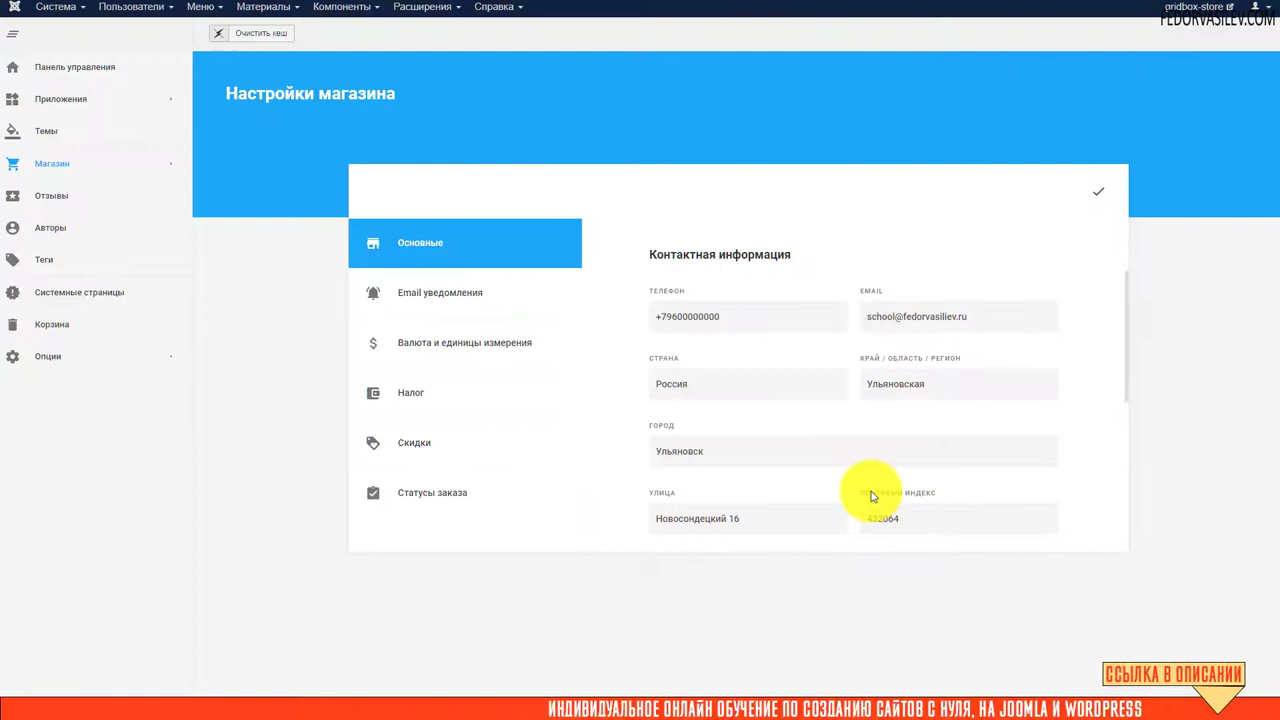 Система Пользователи Меню Материалы Компоненты Расширения Справка gridbox-store
FEDORVASILEV.COM
Очистить кеш
Панель управления
Приложения
Темы
Магазин
Отзывы
Авторы
Теги
Системные страницы
Корзина
Опции
Настройки магазина
Основные
Email уведомления
Валюта и единицы измерения
Налог
Скидки
Статусы заказа
Контактная информация
ТЕЛЕФОН EMAIL
+79600000000 school@fedorvasiliev.ru
СТРАНА КРАЙ / ОБЛАСТЬ / РЕГИОН
Россия Ульяновская
ГОРОД
Ульяновск
УЛИЦА ПОЧТОВЫЙ ИНДЕКС
Новосондецкий 16 432064
ССЫЛКА В ОПИСАНИИ
ИНДИВИДУАЛЬНОЕ ОНЛАЙН ОБУЧЕНИЕ ПО СОЗДАНИЮ САЙТОВ С НУЛЯ, НА JOOMLA И WORDPRESS